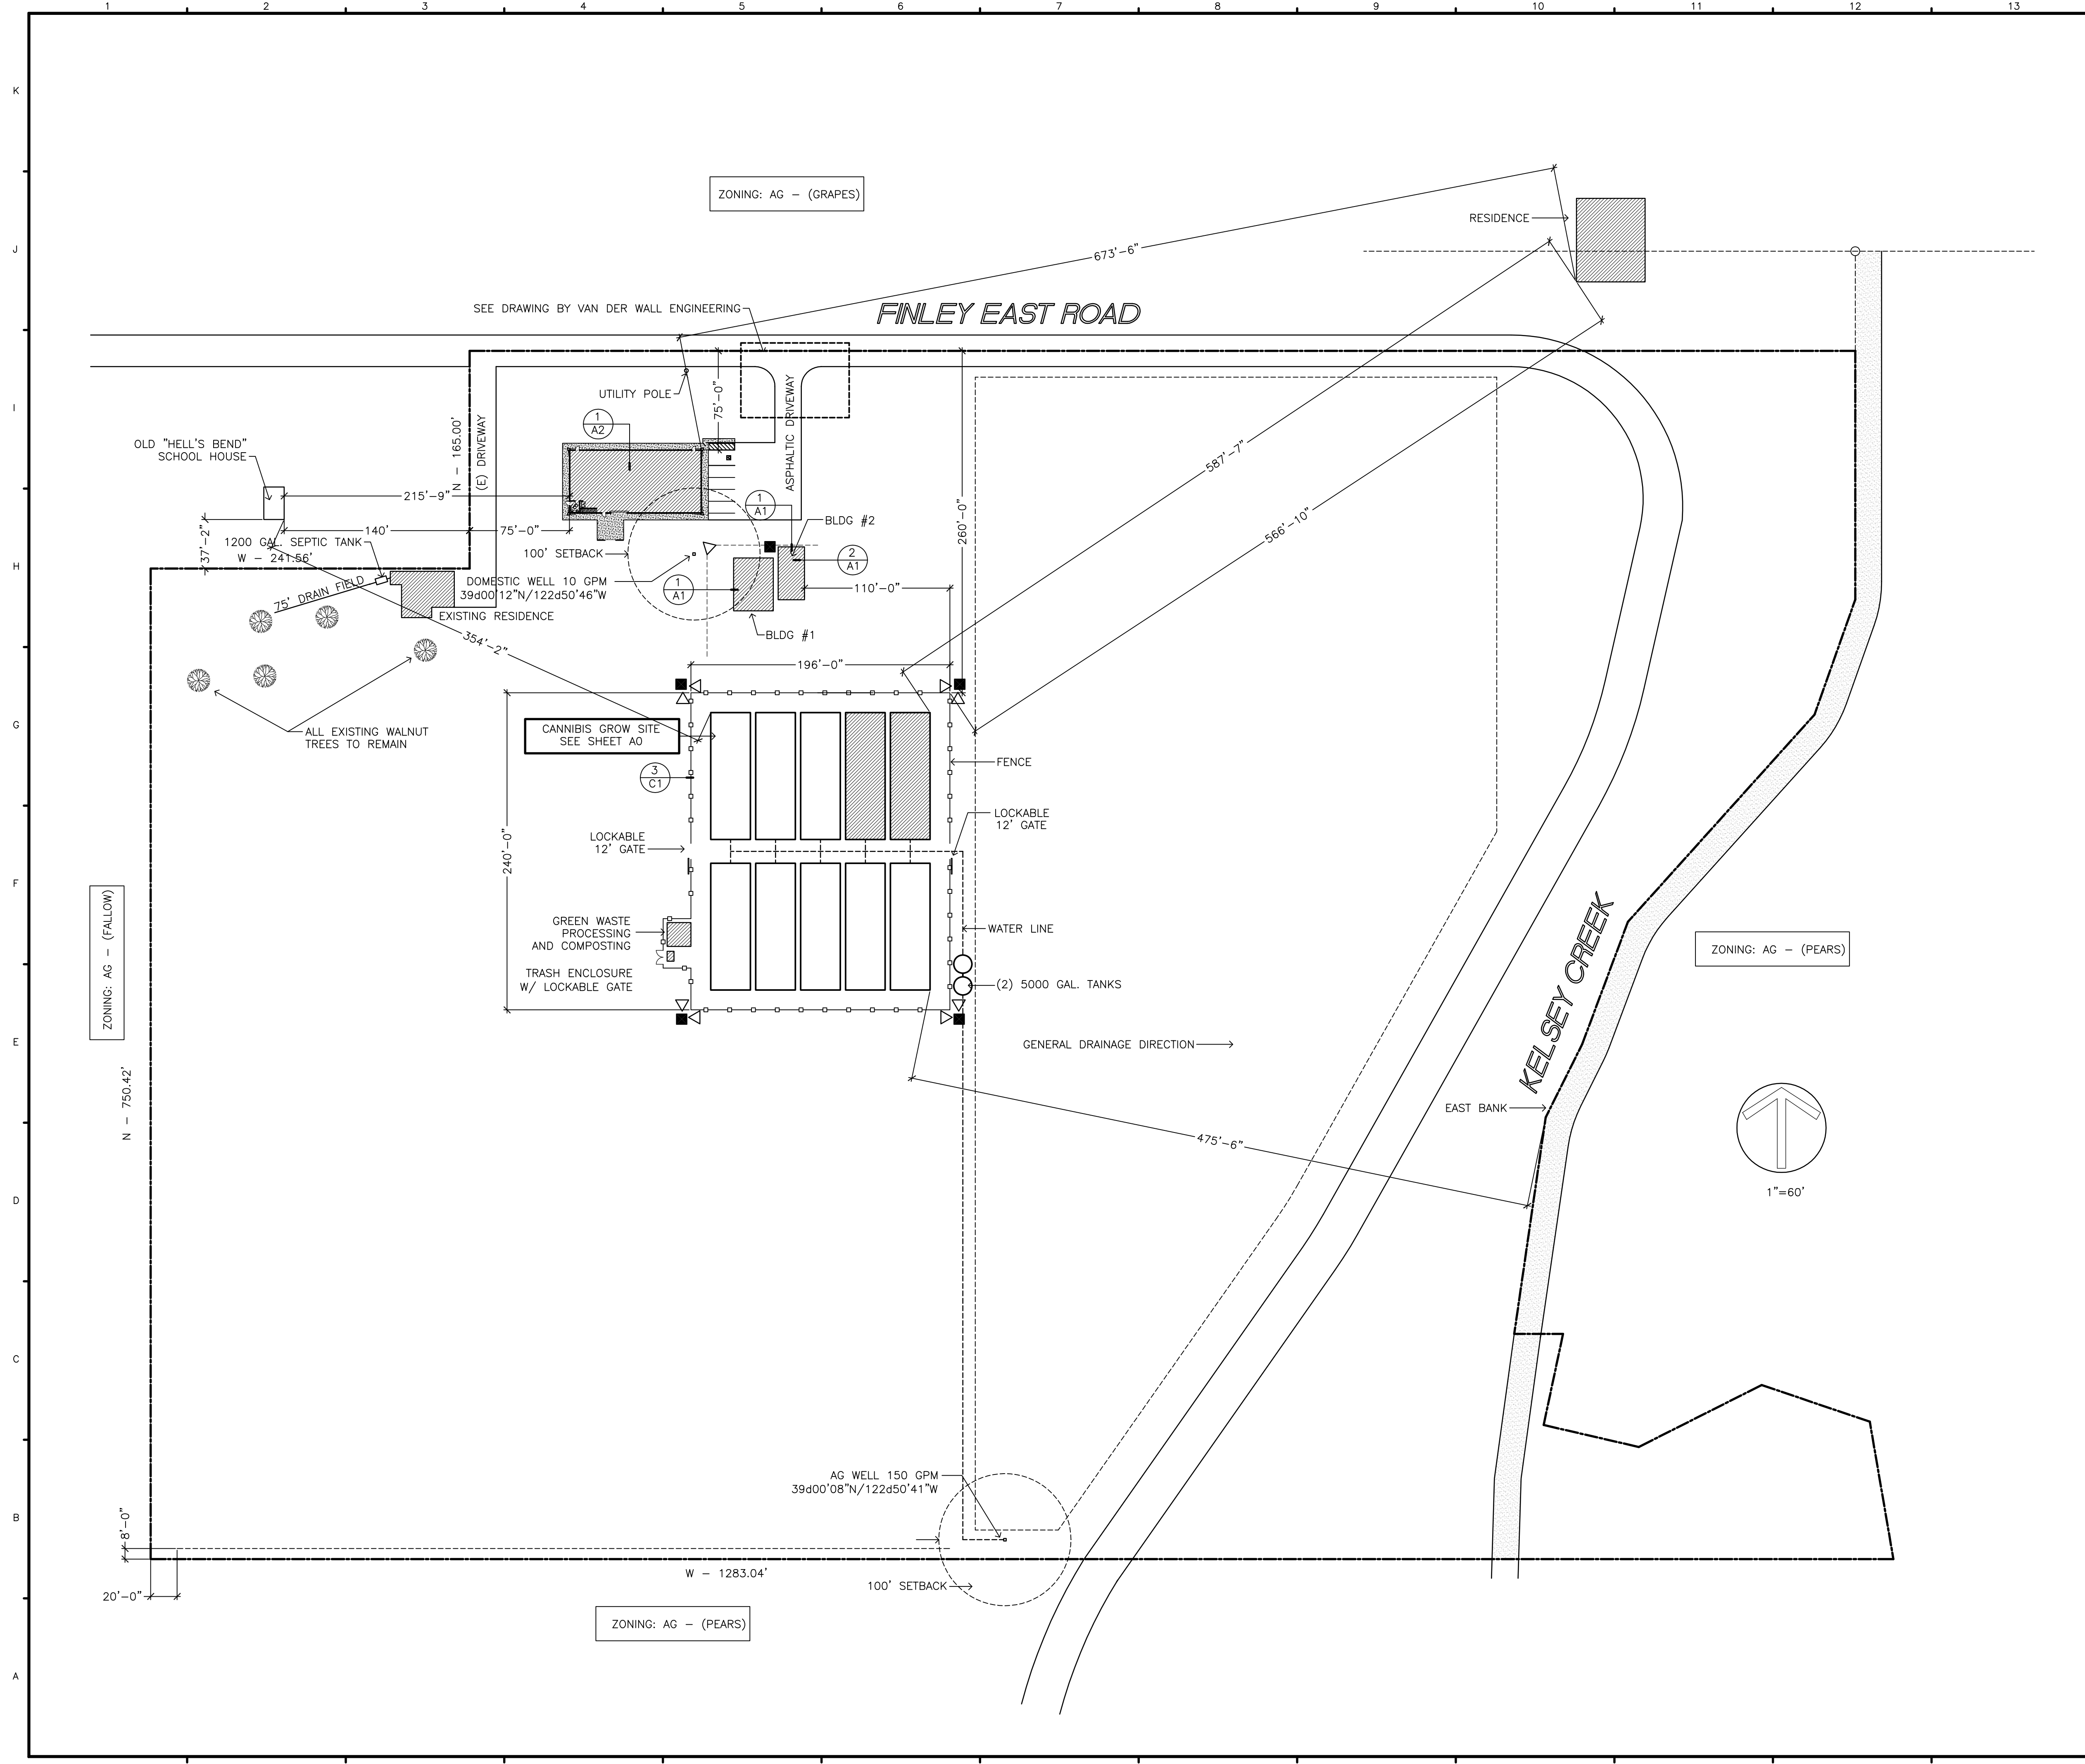 1 2 3 4 5 6 7 8 9 10 11 12 13
K
ZONING: AG – (GRAPES)
RESIDENCE
J
673'–6"
SEE DRAWING BY VAN DER WALL ENGINEERING
FINLEY EAST ROAD
UTILITY POLE
75'–0"
I
1
A2
N – 165.00'
(E) DRIVEWAY
ASPHALTIC DRIVEWAY
OLD "HELL'S BEND"
SCHOOL HOUSE
587'–7"
215'–9"
1
A1
566'–10"
BLDG #2
260'–0"
140'
75'–0"
37'–2"
1200 GAL. SEPTIC TANK
W – 241.56'
100' SETBACK
2
A1
H
75' DRAIN FIELD
DOMESTIC WELL 10 GPM
39d00'12"N/122d50'46"W
1
A1
110'–0"
EXISTING RESIDENCE
BLDG #1
354'–2"
196'–0"
G
ALL EXISTING WALNUT
TREES TO REMAIN
CANNIBIS GROW SITE
SEE SHEET A0
3
C1
FENCE
LOCKABLE
12' GATE
LOCKABLE
12' GATE
240'–0"
F
ZONING: AG – (FALLOW)
GREEN WASTE
PROCESSING
AND COMPOSTING
WATER LINE
KELSEY CREEK
ZONING: AG – (PEARS)
TRASH ENCLOSURE
W/ LOCKABLE GATE
(2) 5000 GAL. TANKS
E
GENERAL DRAINAGE DIRECTION
N – 750.42'
EAST BANK
475'–6"
D
1"=60'
C
AG WELL 150 GPM
39d00'08"N/122d50'41"W
B
8'–0"
W – 1283.04'
20'–0"
100' SETBACK
ZONING: AG – (PEARS)
A